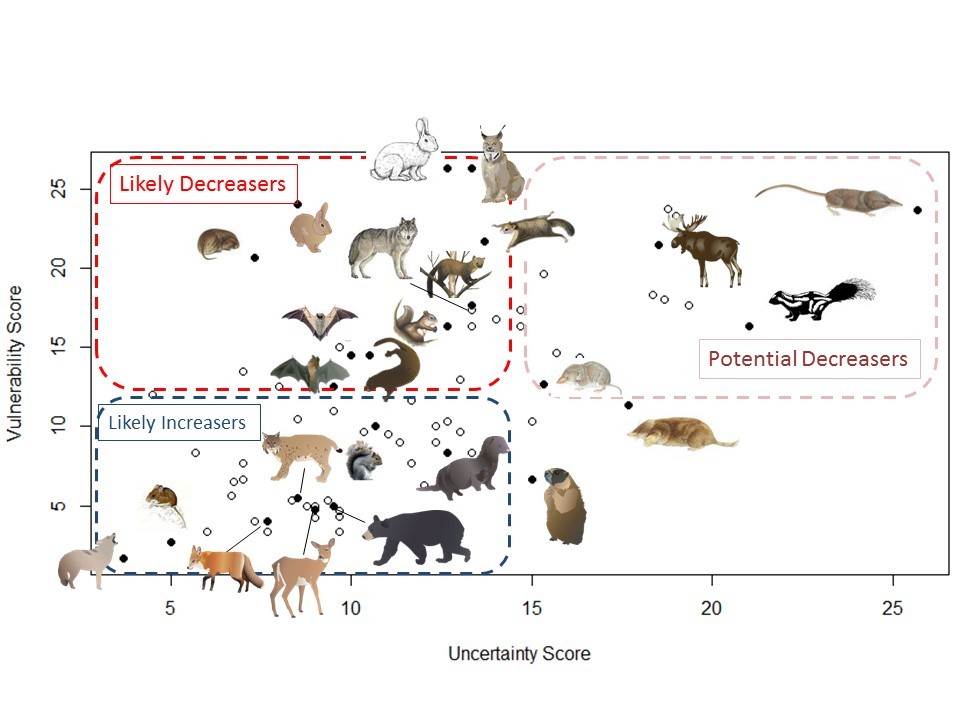 Likely Decreasers
Potential Decreasers
Likely Increasers
Vulnerability Score
25
20
15
10
5
5 10 15 20 25
Uncertainty Score